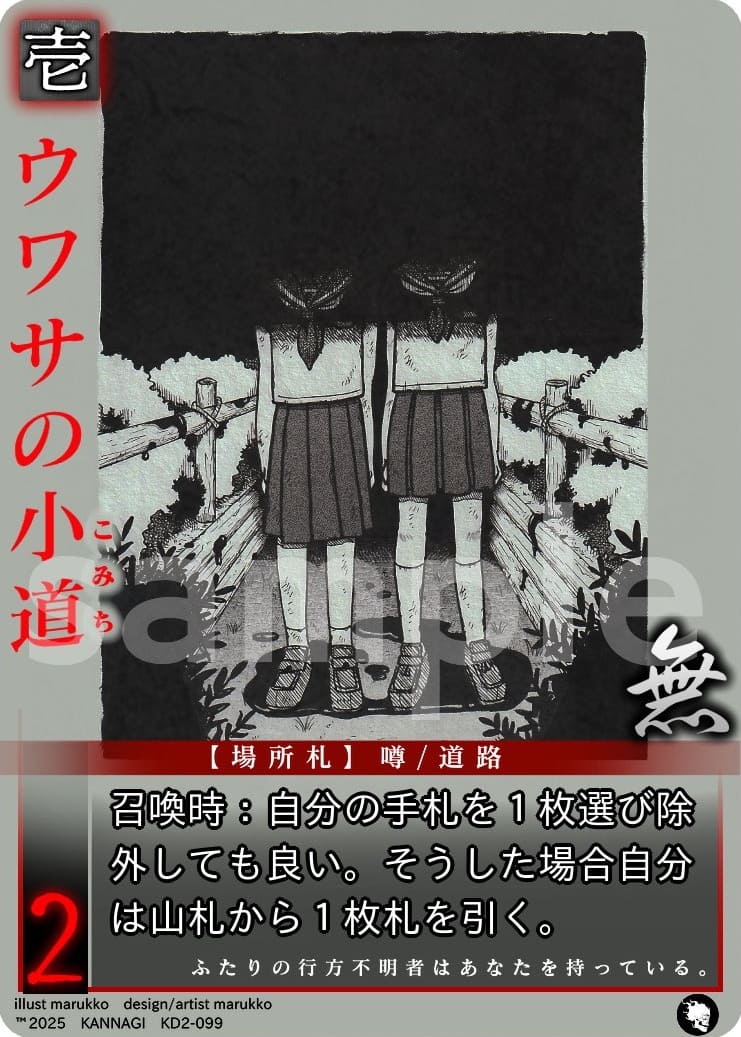 壱
ウワサの小道
こみち
sample
無
【場所札】 噂/道路
召喚時：自分の手札を１枚選び除
外しても良い。そうした場合自分
は山札から１枚札を引く。
ふたりの行方不明者はあなたを持っている。
2
illust marukko design/artist marukko
™2025 KANNAGI KD2-099